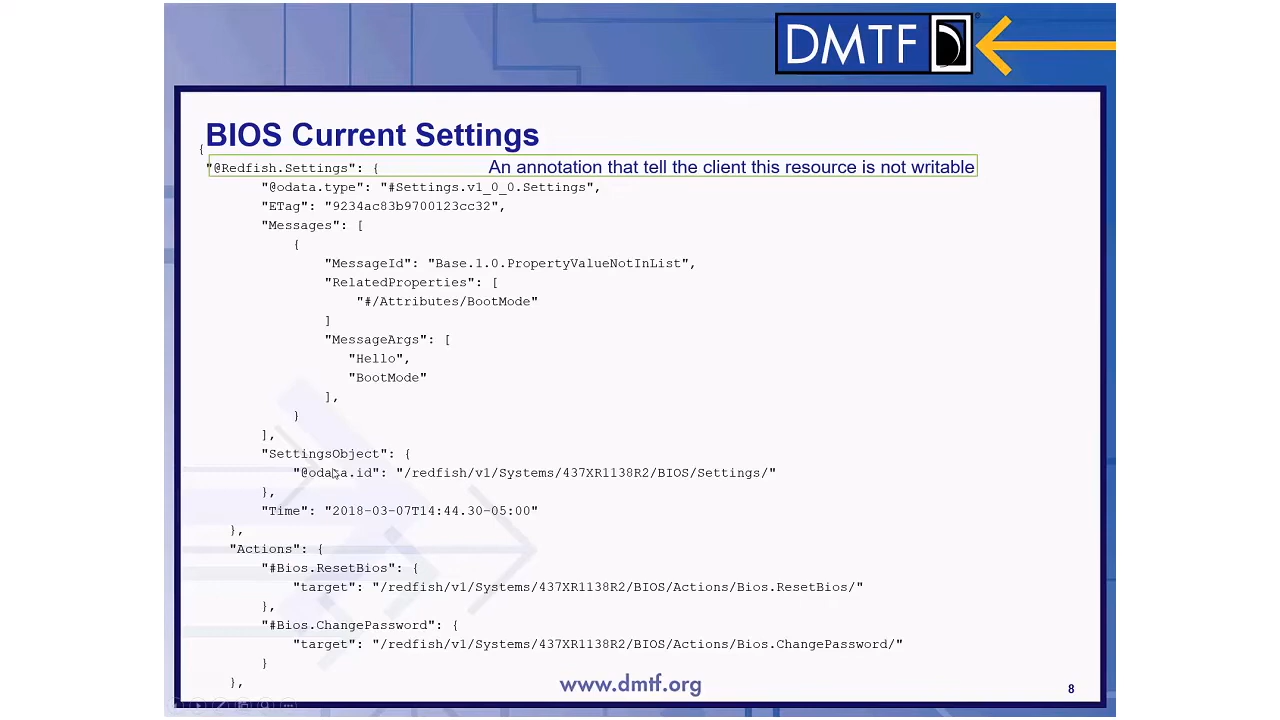 DMTF
BIOS Current Settings
{
"@Redfish.Settings": { An annotation that tell the client this resource is not writable
"@odata.type": "#Settings.v1_0_0.Settings",
"ETag": "9234ac83b9700123cc32",
"Messages": [
{
"MessageId": "Base.1.0.PropertyValueNotInList",
"RelatedProperties": [
"#/Attributes/BootMode"
]
"MessageArgs": [
"Hello",
"BootMode"
],
}
],
"SettingsObject": {
"@odata.id": "/redfish/v1/Systems/437XR1138R2/BIOS/Settings/"
},
"Time": "2018-03-07T14:44.30-05:00"
},
"Actions": {
"#Bios.ResetBios": {
"target": "/redfish/v1/Systems/437XR1138R2/BIOS/Actions/Bios.ResetBios/"
},
"#Bios.ChangePassword": {
"target": "/redfish/v1/Systems/437XR1138R2/BIOS/Actions/Bios.ChangePassword/"
}
},
www.dmtf.org
8